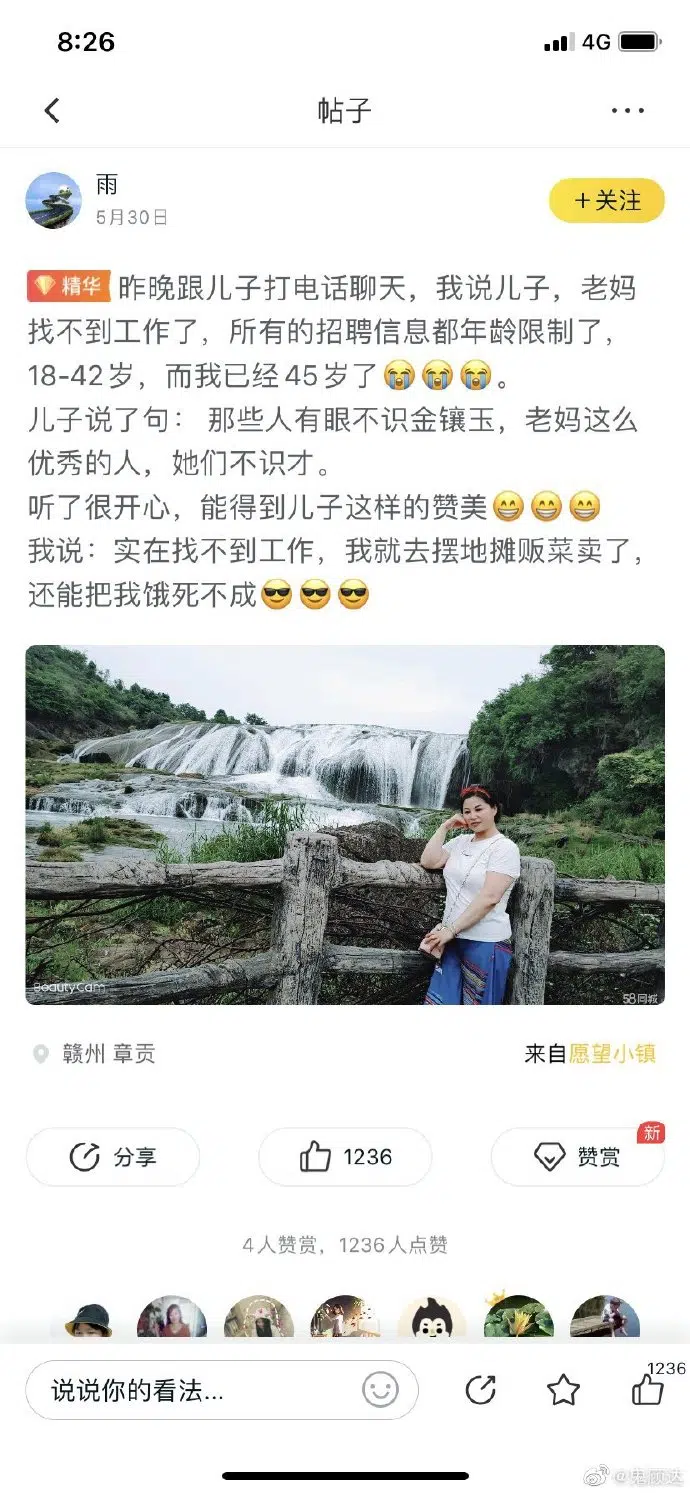 8:26
4G
帖子
雨
5月30日
+关注
精华 昨晚跟儿子打电话聊天，我说儿子，老妈
找不到工作了，所有的招聘信息都年龄限制了，
18-42岁，而我已经45岁了😭😭😭。
儿子说了句： 那些人有眼不识金镶玉，老妈这么
优秀的人，她们不识才。
听了很开心，能得到儿子这样的赞美😁😁😁
我说：实在找不到工作，我就去摆地摊贩菜卖了，
还能把我饿死不成😎😎😎
BeautyCam
58同城
赣州 章贡
来自愿望小镇
分享
1236
赞赏
新
4人赞赏，1236人点赞
说说你的看法...
1236